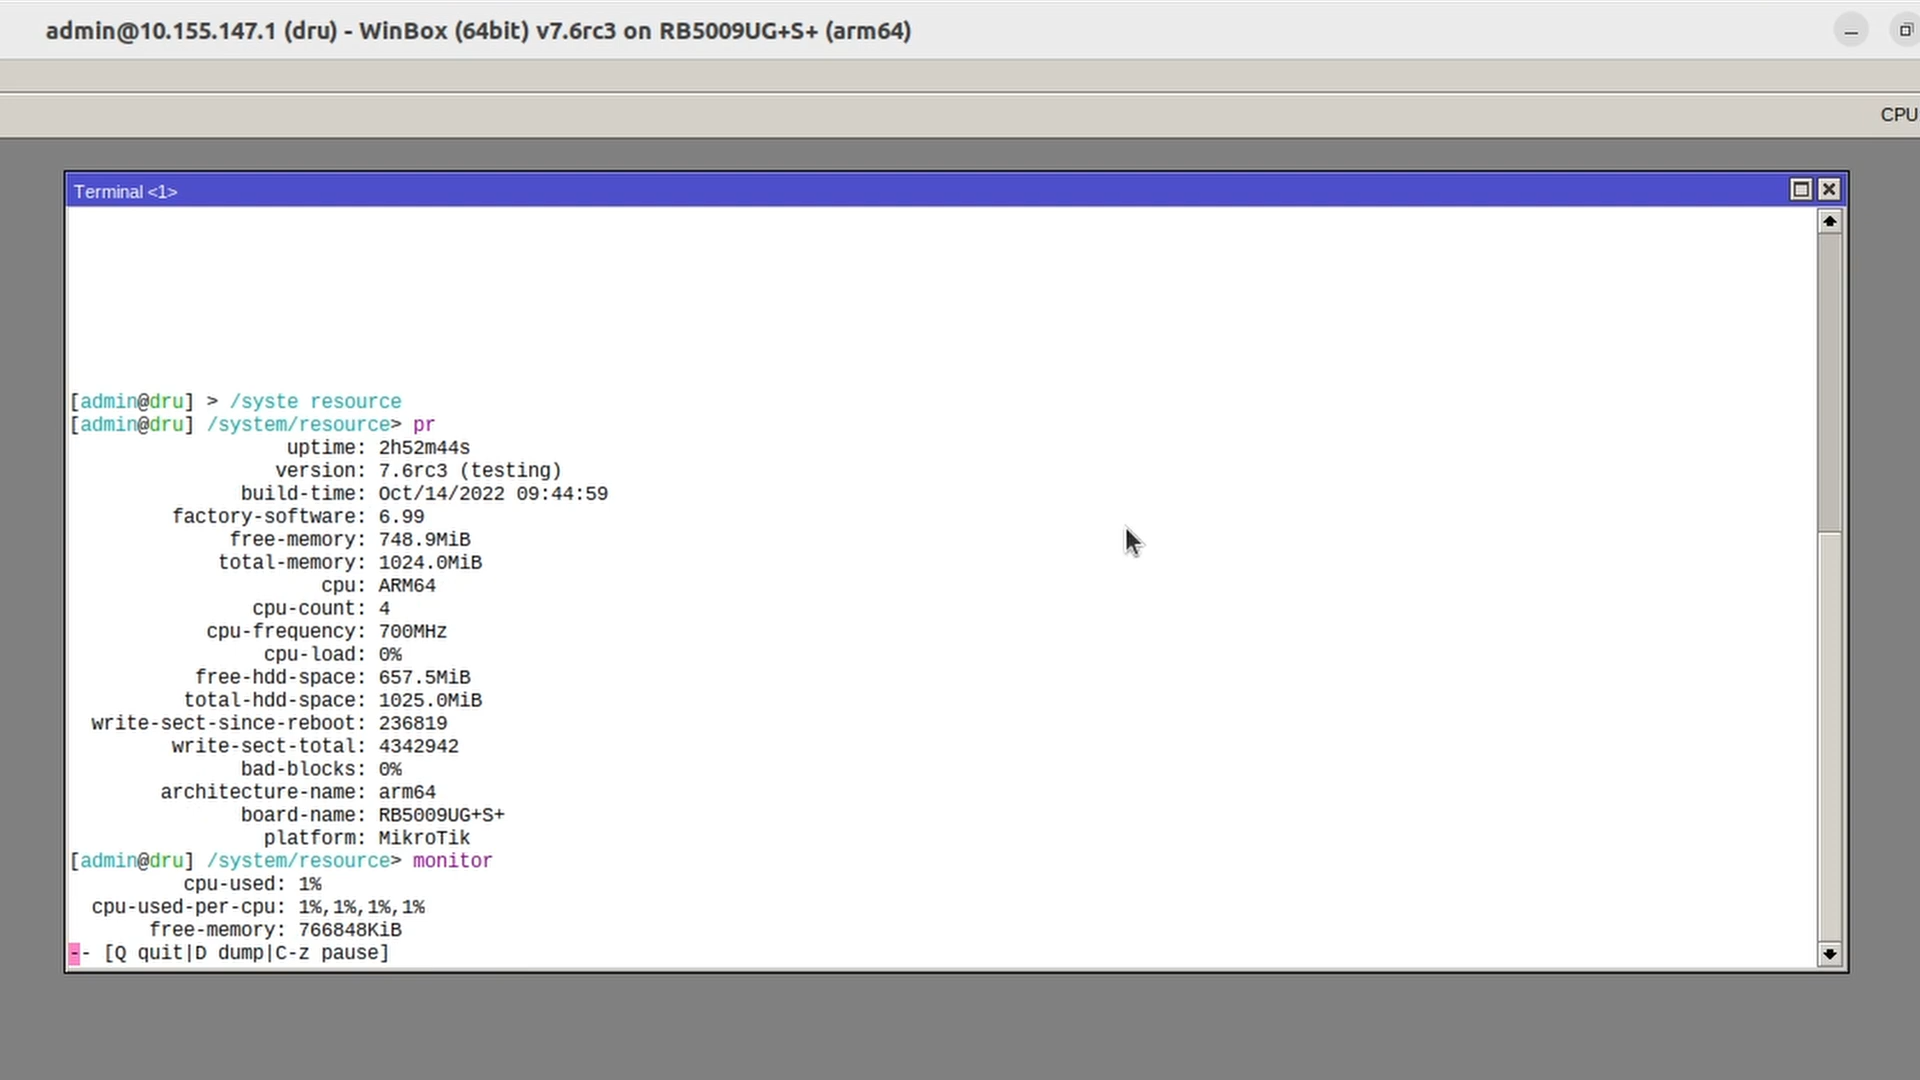 admin@10.155.147.1 (dru) - WinBox (64bit) v7.6rc3 on RB5009UG+S+ (arm64)
CPU
Terminal <1>
[admin@dru] > /syste resource
[admin@dru] /system/resource> pr
uptime: 2h52m44s
version: 7.6rc3 (testing)
build-time: Oct/14/2022 09:44:59
factory-software: 6.99
free-memory: 748.9MiB
total-memory: 1024.0MiB
cpu: ARM64
cpu-count: 4
cpu-frequency: 700MHz
cpu-load: 0%
free-hdd-space: 657.5MiB
total-hdd-space: 1025.0MiB
write-sect-since-reboot: 236819
write-sect-total: 4342942
bad-blocks: 0%
architecture-name: arm64
board-name: RB5009UG+S+
platform: MikroTik
[admin@dru] /system/resource> monitor
cpu-used: 1%
cpu-used-per-cpu: 1%,1%,1%,1%
free-memory: 766848KiB
-- [Q quit|D dump|C-z pause]